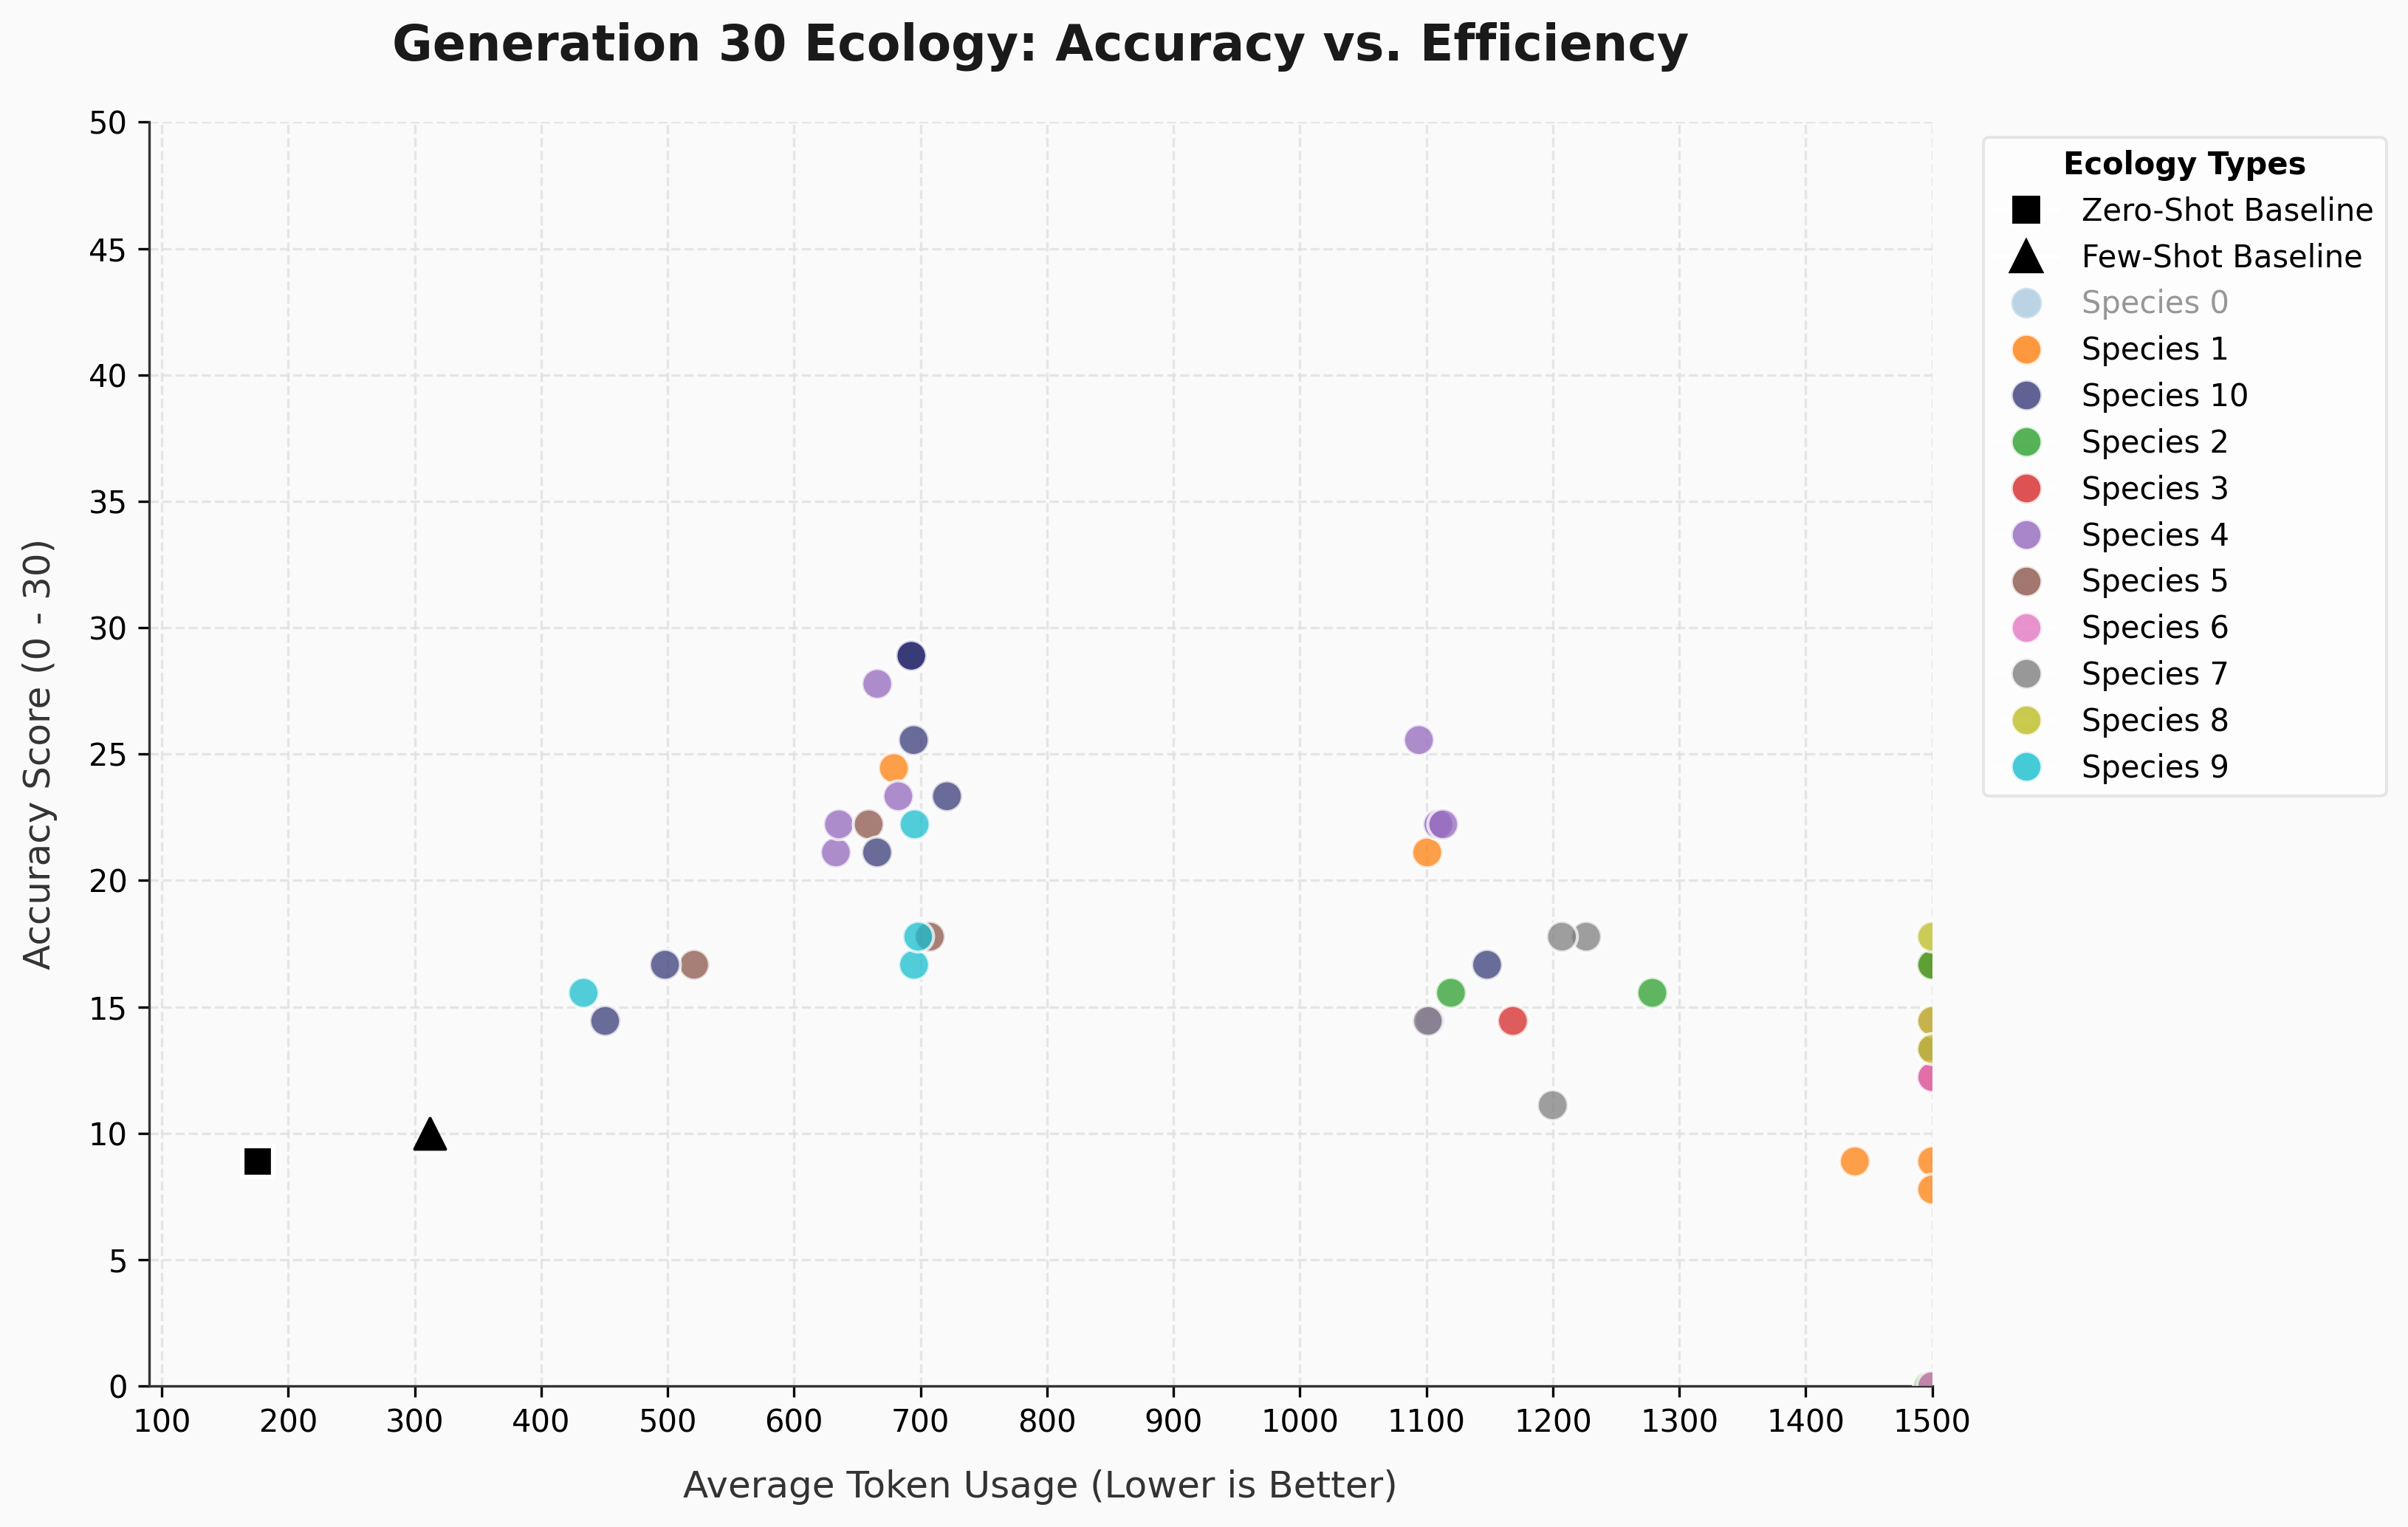 Generation 30 Ecology: Accuracy vs. Efficiency
50
45
40
35
30
25
20
15
10
5
0
Accuracy Score (0 - 30)
100 200 300 400 500 600 700 800 900 1000 1100 1200 1300 1400 1500
Average Token Usage (Lower is Better)
Ecology Types
Zero-Shot Baseline
Few-Shot Baseline
Species 0
Species 1
Species 10
Species 2
Species 3
Species 4
Species 5
Species 6
Species 7
Species 8
Species 9